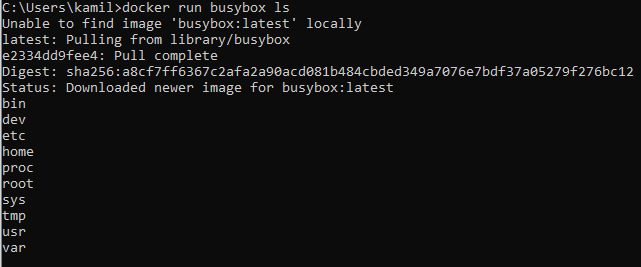 C:\Users\kamil>docker run busybox ls
Unable to find image 'busybox:latest' locally
latest: Pulling from library/busybox
e2334dd9fee4: Pull complete
Digest: sha256:a8cf7ff6367c2afa2a90acd081b484cbded349a7076e7bdf37a05279f276bc12
Status: Downloaded newer image for busybox:latest
bin
dev
etc
home
proc
root
sys
tmp
usr
var